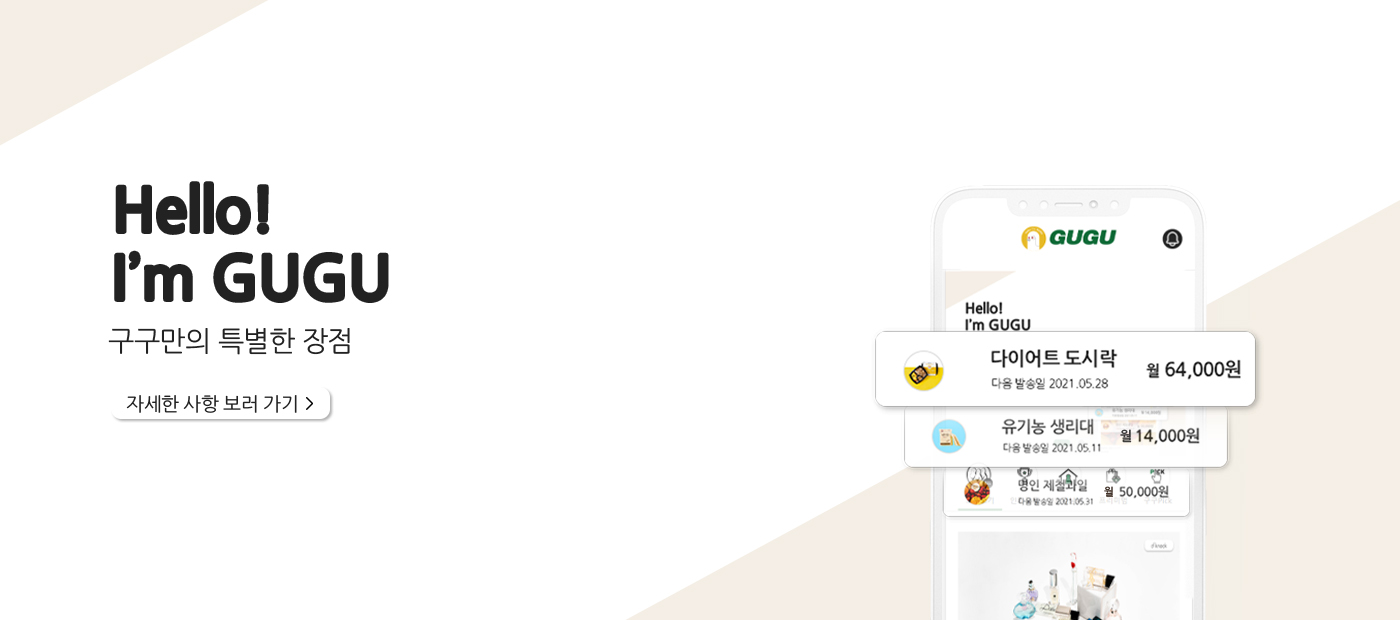 Hello!
I'm GUGU
구구만의 특별한 장점
자세한 사항 보러 가기 >
GUGU
Hello!
I'm GUGU
다이어트 도시락
다음 발송일 2021.05.28
월 64,000원
유기농 생리대
다음 발송일 2021.05.11
월 14,000원
명인 제철과일
다음 발송일 2021.05.31
월 50,000원
PICK